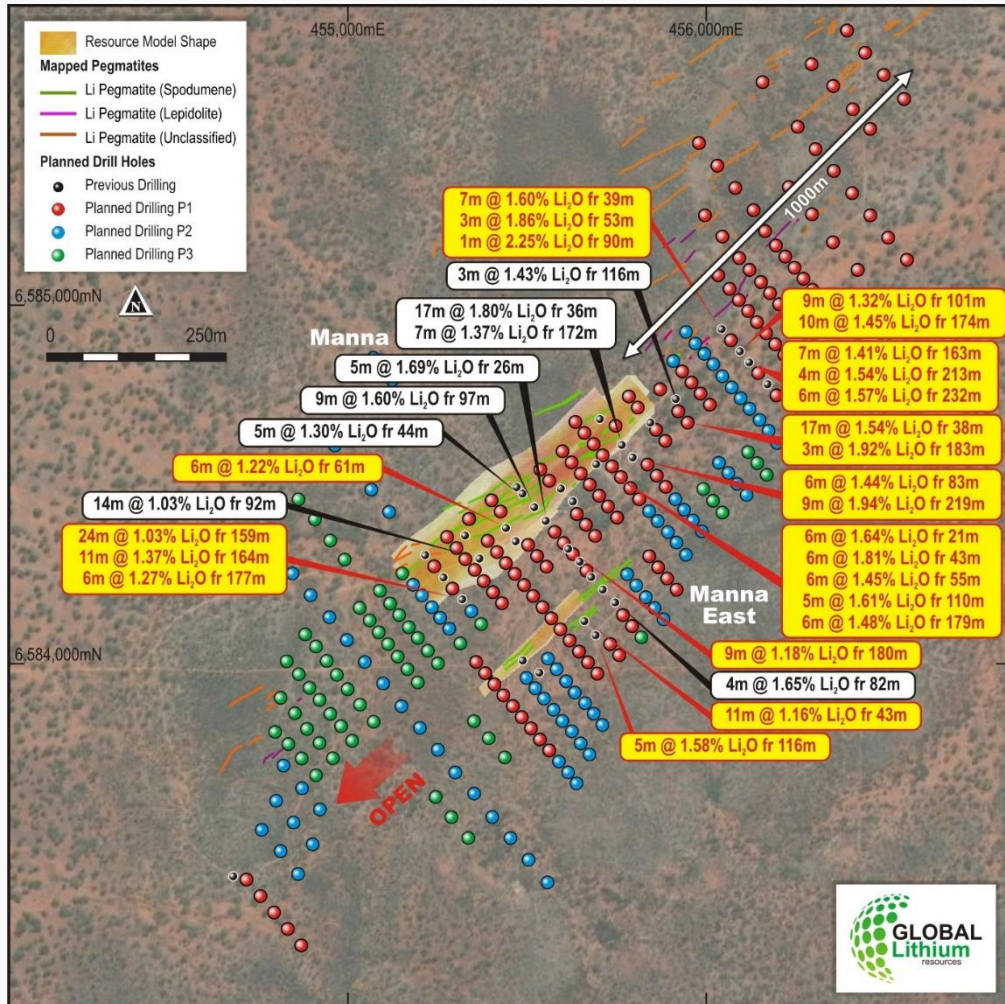 455,000mE
456,000mE
Resource Model Shape
Mapped Pegmatites
Li Pegmatite (Spodumene)
Li Pegmatite (Lepidolite)
Li Pegmatite (Unclassified)
Planned Drill Holes
Previous Drilling
Planned Drilling P1
Planned Drilling P2
Planned Drilling P3
6,585,000mN
N
0 250m
1000m
7m @ 1.60% Li₂O fr 39m
3m @ 1.86% Li₂O fr 53m
1m @ 2.25% Li₂O fr 90m
3m @ 1.43% Li₂O fr 116m
17m @ 1.80% Li₂O fr 36m
7m @ 1.37% Li₂O fr 172m
Manna
5m @ 1.69% Li₂O fr 26m
9m @ 1.60% Li₂O fr 97m
5m @ 1.30% Li₂O fr 44m
6m @ 1.22% Li₂O fr 61m
14m @ 1.03% Li₂O fr 92m
24m @ 1.03% Li₂O fr 159m
11m @ 1.37% Li₂O fr 164m
6m @ 1.27% Li₂O fr 177m
9m @ 1.32% Li₂O fr 101m
10m @ 1.45% Li₂O fr 174m
7m @ 1.41% Li₂O fr 163m
4m @ 1.54% Li₂O fr 213m
6m @ 1.57% Li₂O fr 232m
17m @ 1.54% Li₂O fr 38m
3m @ 1.92% Li₂O fr 183m
6m @ 1.44% Li₂O fr 83m
9m @ 1.94% Li₂O fr 219m
6m @ 1.64% Li₂O fr 21m
6m @ 1.81% Li₂O fr 43m
6m @ 1.45% Li₂O fr 55m
5m @ 1.61% Li₂O fr 110m
6m @ 1.48% Li₂O fr 179m
Manna
East
9m @ 1.18% Li₂O fr 180m
4m @ 1.65% Li₂O fr 82m
11m @ 1.16% Li₂O fr 43m
5m @ 1.58% Li₂O fr 116m
6,584,000mN
OPEN
GLOBAL
Lithium
resources